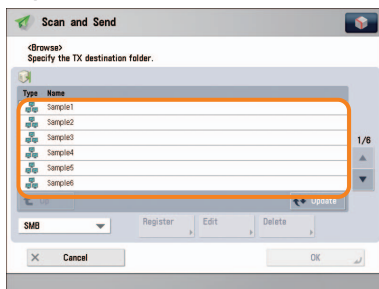 Scan and Send
<Browse>
Specify the TX destination folder.
Type Name
Sample1
Sample2
Sample3
Sample4
Sample5
Sample6
1/6
Up Update
SMB Register Edit Delete
Cancel OK